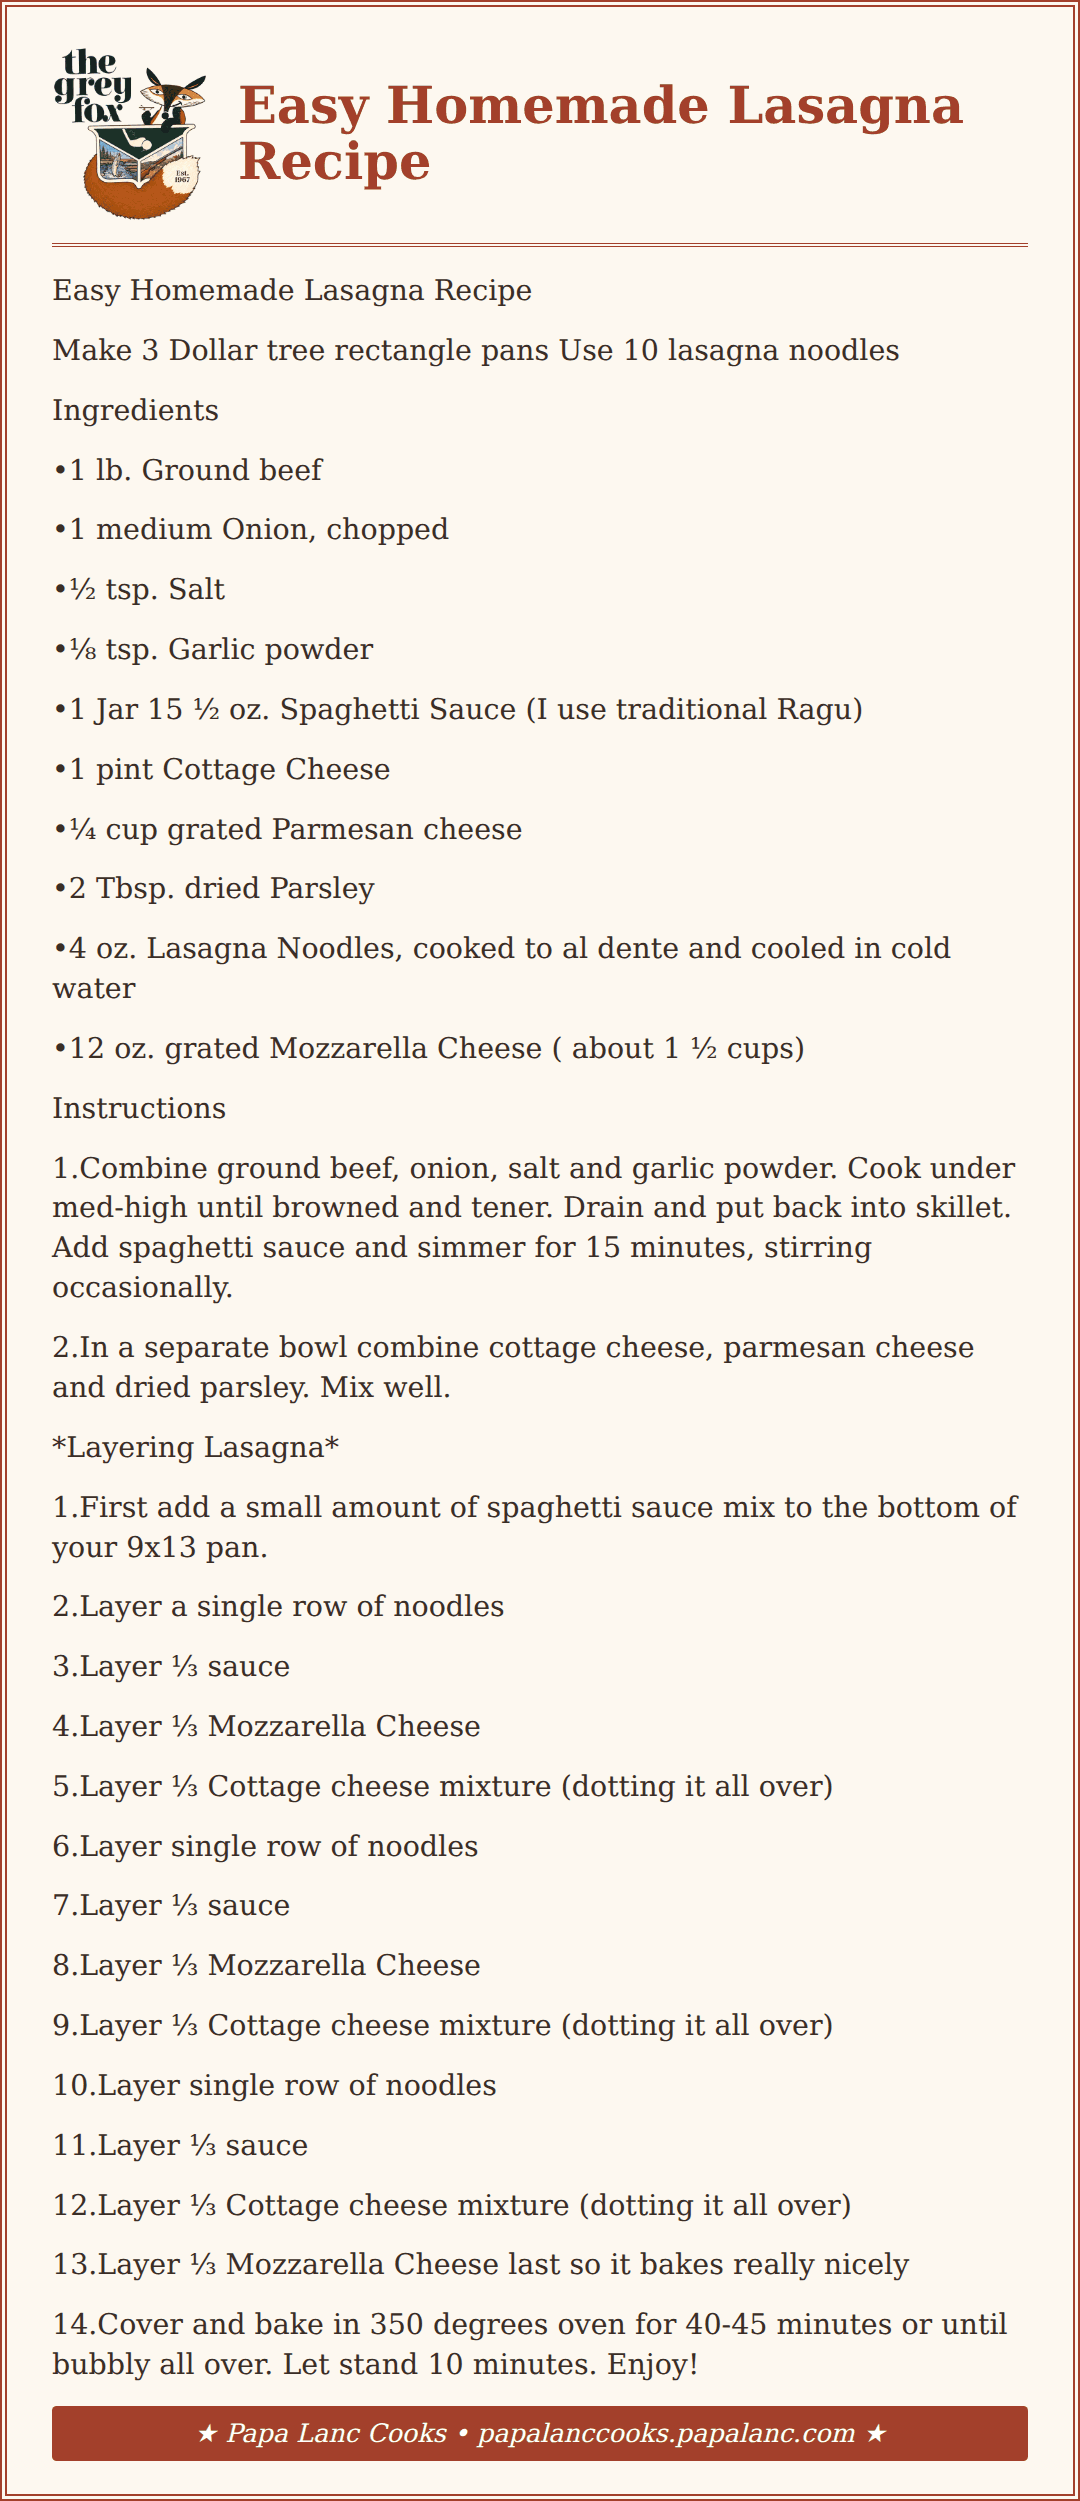 the
grey
fox
Est.
1967
Easy Homemade Lasagna
Recipe
Easy Homemade Lasagna Recipe
Make 3 Dollar tree rectangle pans Use 10 lasagna noodles
Ingredients
•1 lb. Ground beef
•1 medium Onion, chopped
•½ tsp. Salt
•⅛ tsp. Garlic powder
•1 Jar 15 ½ oz. Spaghetti Sauce (I use traditional Ragu)
•1 pint Cottage Cheese
•¼ cup grated Parmesan cheese
•2 Tbsp. dried Parsley
•4 oz. Lasagna Noodles, cooked to al dente and cooled in cold
water
•12 oz. grated Mozzarella Cheese ( about 1 ½ cups)
Instructions
1.Combine ground beef, onion, salt and garlic powder. Cook under
med-high until browned and tener. Drain and put back into skillet.
Add spaghetti sauce and simmer for 15 minutes, stirring
occasionally.
2.In a separate bowl combine cottage cheese, parmesan cheese
and dried parsley. Mix well.
*Layering Lasagna*
1.First add a small amount of spaghetti sauce mix to the bottom of
your 9x13 pan.
2.Layer a single row of noodles
3.Layer ⅓ sauce
4.Layer ⅓ Mozzarella Cheese
5.Layer ⅓ Cottage cheese mixture (dotting it all over)
6.Layer single row of noodles
7.Layer ⅓ sauce
8.Layer ⅓ Mozzarella Cheese
9.Layer ⅓ Cottage cheese mixture (dotting it all over)
10.Layer single row of noodles
11.Layer ⅓ sauce
12.Layer ⅓ Cottage cheese mixture (dotting it all over)
13.Layer ⅓ Mozzarella Cheese last so it bakes really nicely
14.Cover and bake in 350 degrees oven for 40-45 minutes or until
bubbly all over. Let stand 10 minutes. Enjoy!
★ Papa Lanc Cooks • papalanccooks.papalanc.com ★